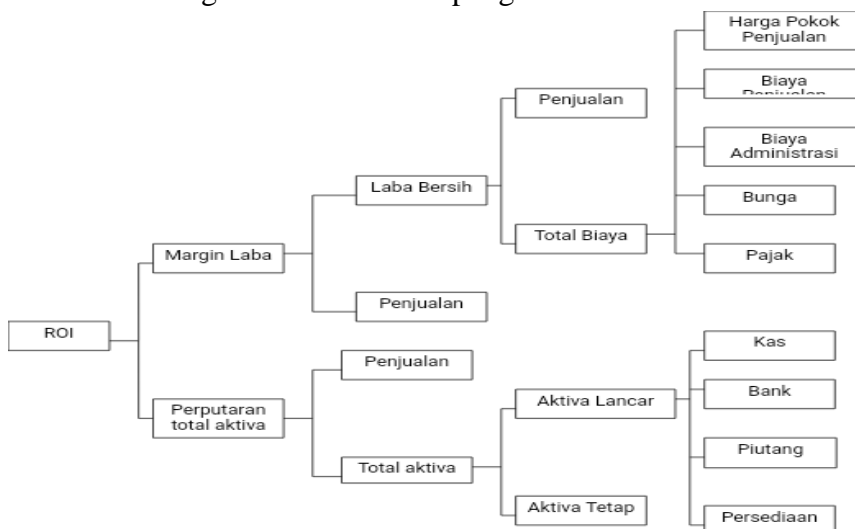 Harga Pokok
Penjualan
Biaya
Penjualan
Penjualan
Biaya
Administrasi
Laba Bersih
Bunga
Total Biaya
Margin Laba
Pajak
Penjualan
ROI
Kas
Penjualan
Bank
Aktiva Lancar
Perputaran
total aktiva
Piutang
Total aktiva
Aktiva Tetap
Persediaan